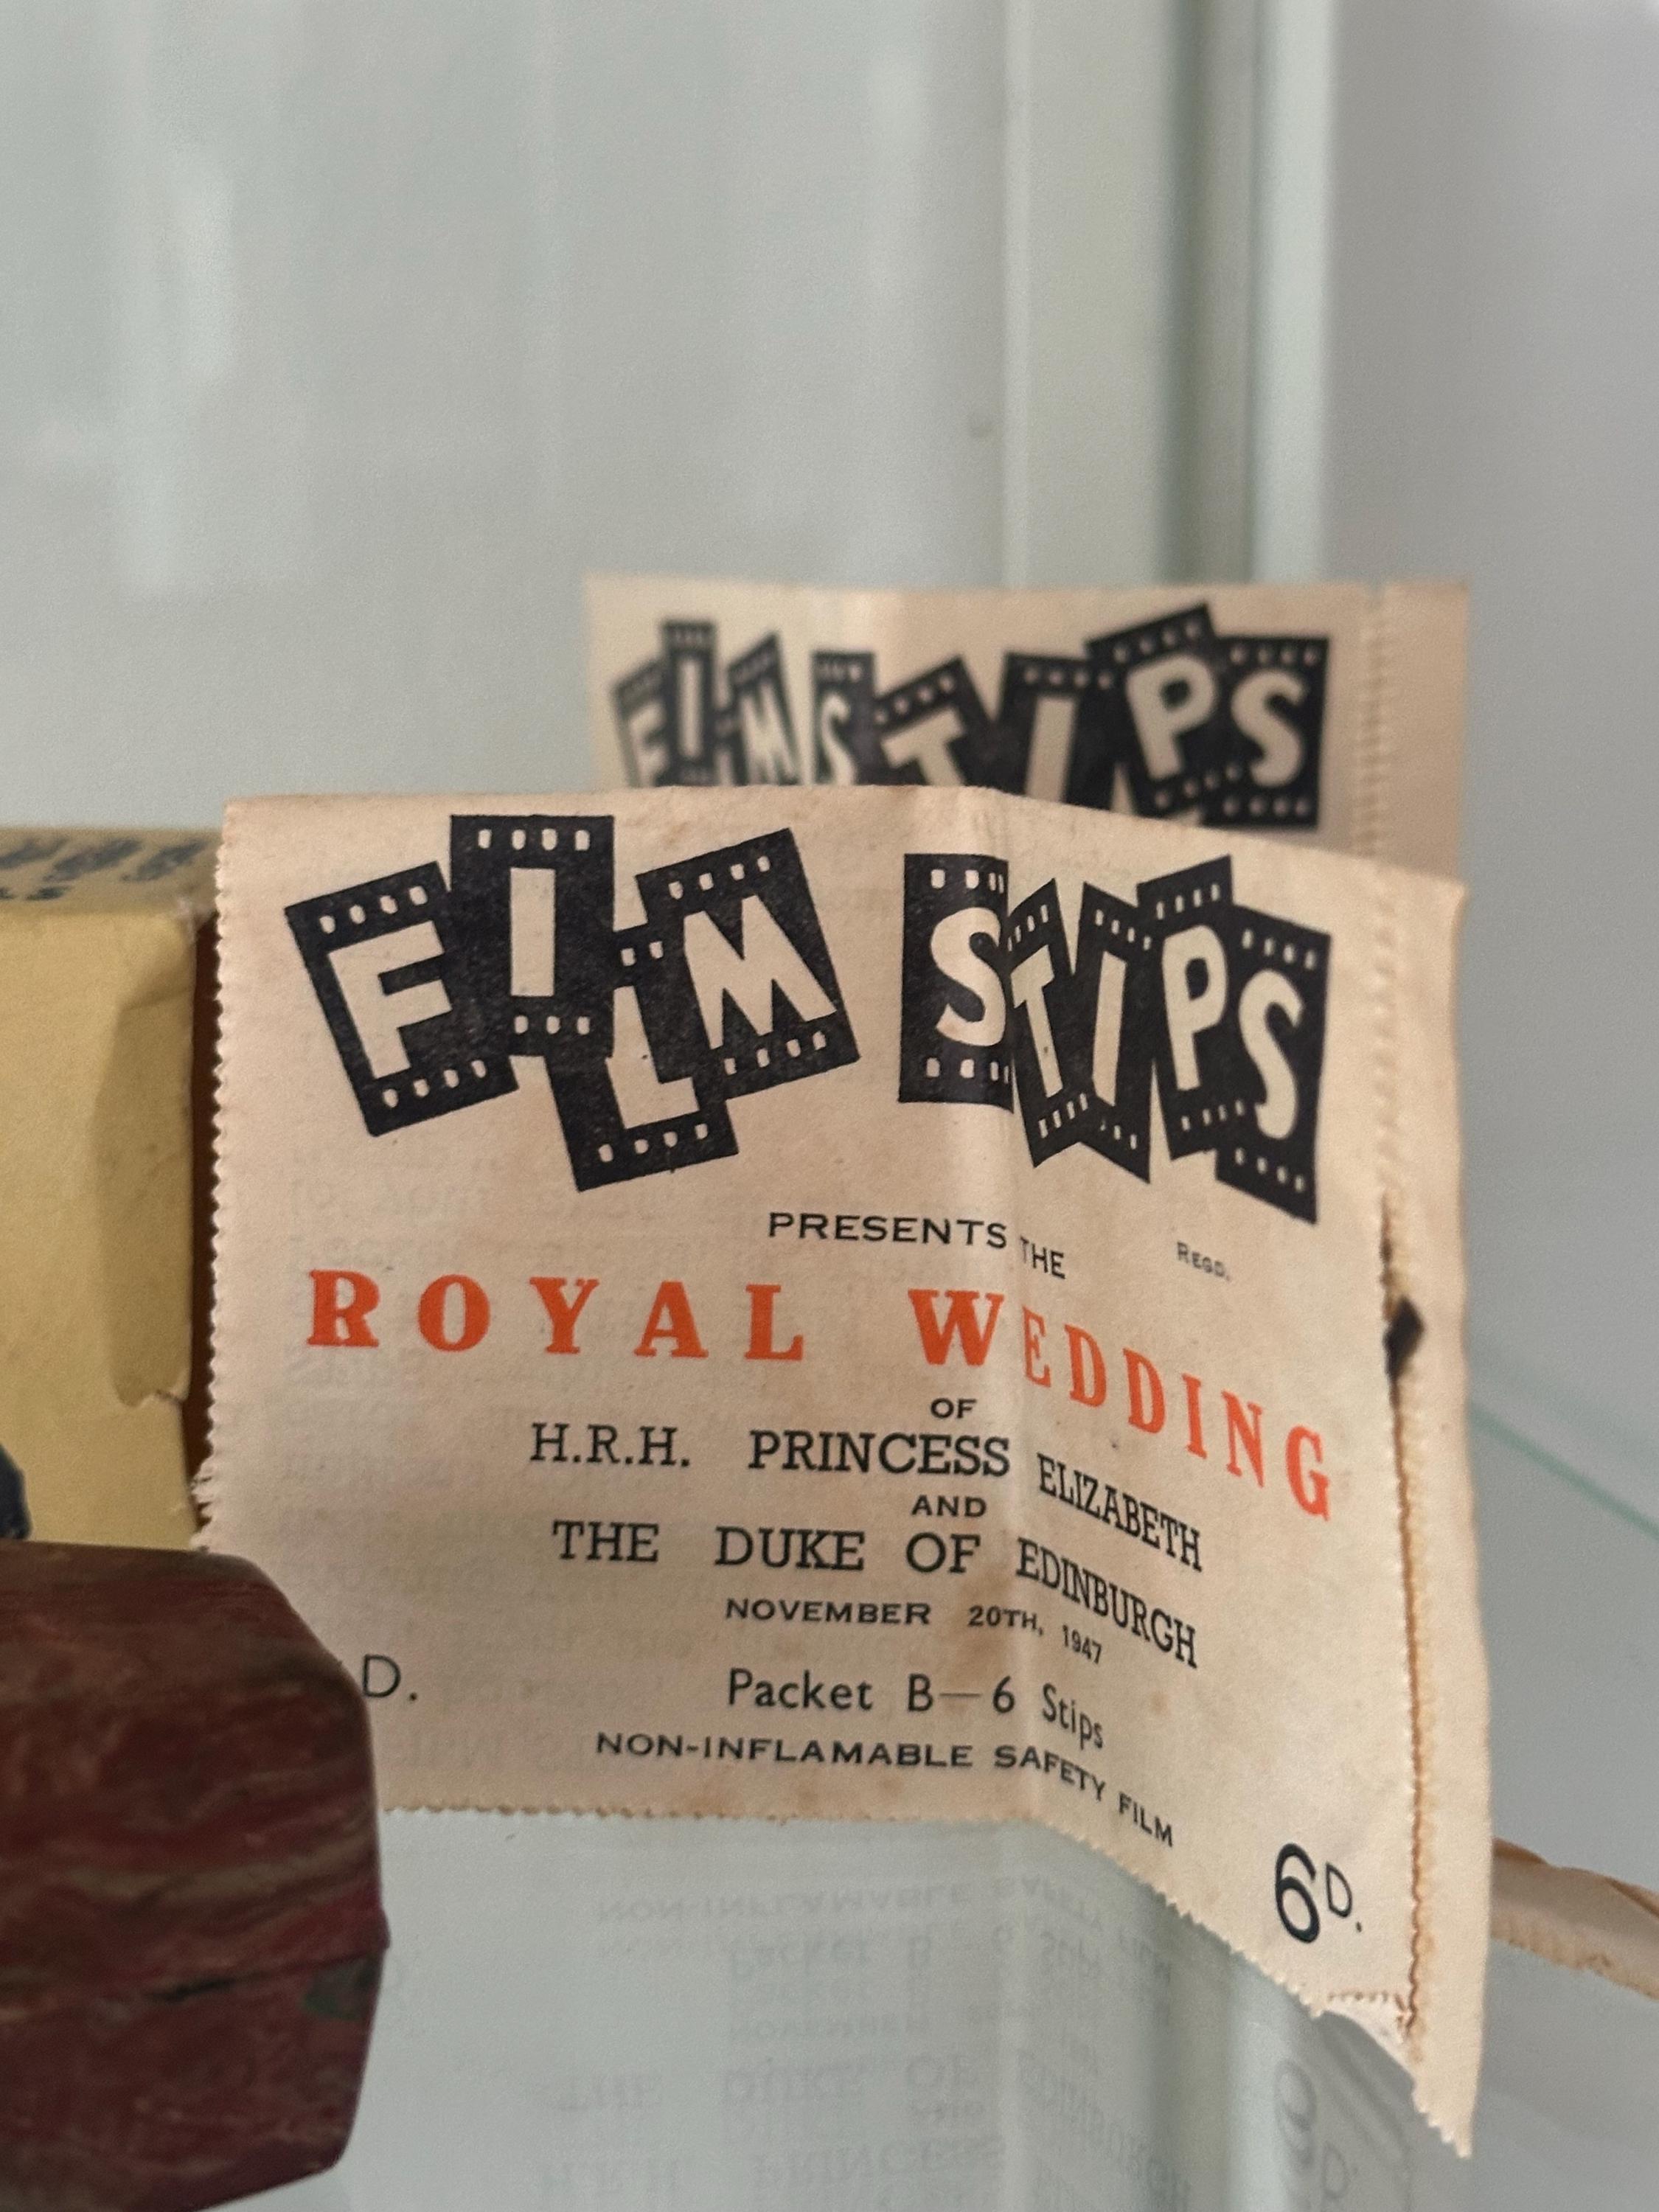 FILM STIPS
FILM STIPS
PRESENTS THE
REGD.
ROYAL WEDDING
OF
H.R.H. PRINCESS ELIZABETH
AND
THE DUKE OF EDINBURGH
NOVEMBER 20TH, 1947
D.
Packet B—6 Stips
NON-INFLAMABLE SAFETY FILM
6D.